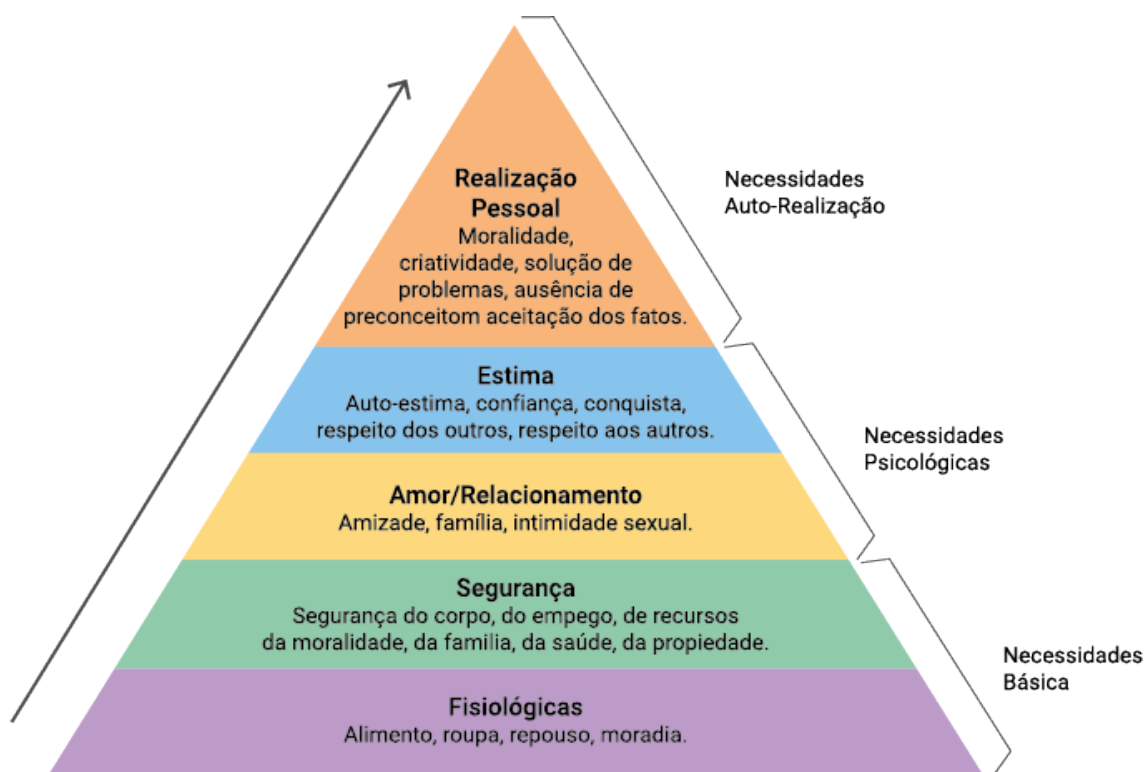 Realização
Pessoal
Moralidade,
criatividade, solução de
problemas, ausência de
preconceitom aceitação dos fatos.
Necessidades
Auto-Realização
Estima
Auto-estima, confiança, conquista,
respeito dos outros, respeito aos autros.
Necessidades
Psicológicas
Amor/Relacionamento
Amizade, família, intimidade sexual.
Segurança
Segurança do corpo, do empego, de recursos
da moralidade, da familia, da saúde, da propiedade.
Necessidades
Básica
Fisiológicas
Alimento, roupa, repouso, moradia.